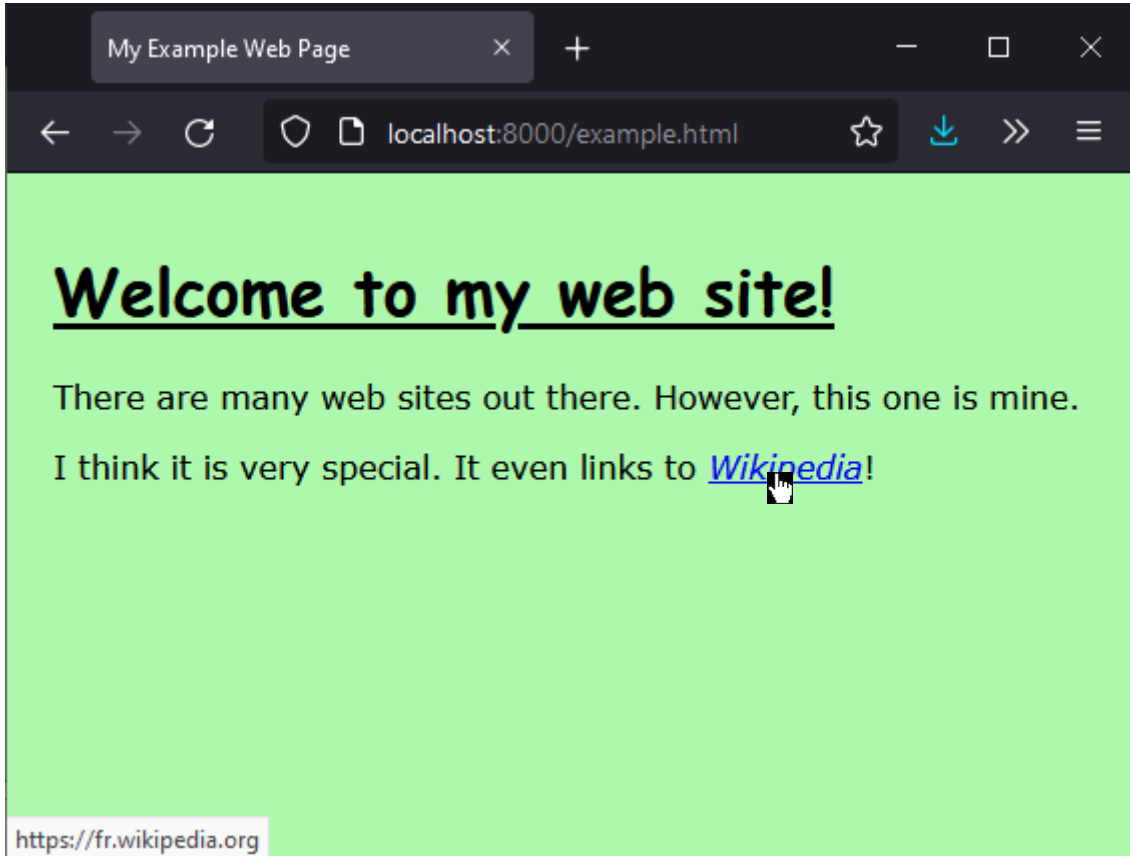 My Example Web Page
localhost:8000/example.html
Welcome to my web site!
There are many web sites out there. However, this one is mine.
I think it is very special. It even links to Wikipedia!
https://fr.wikipedia.org